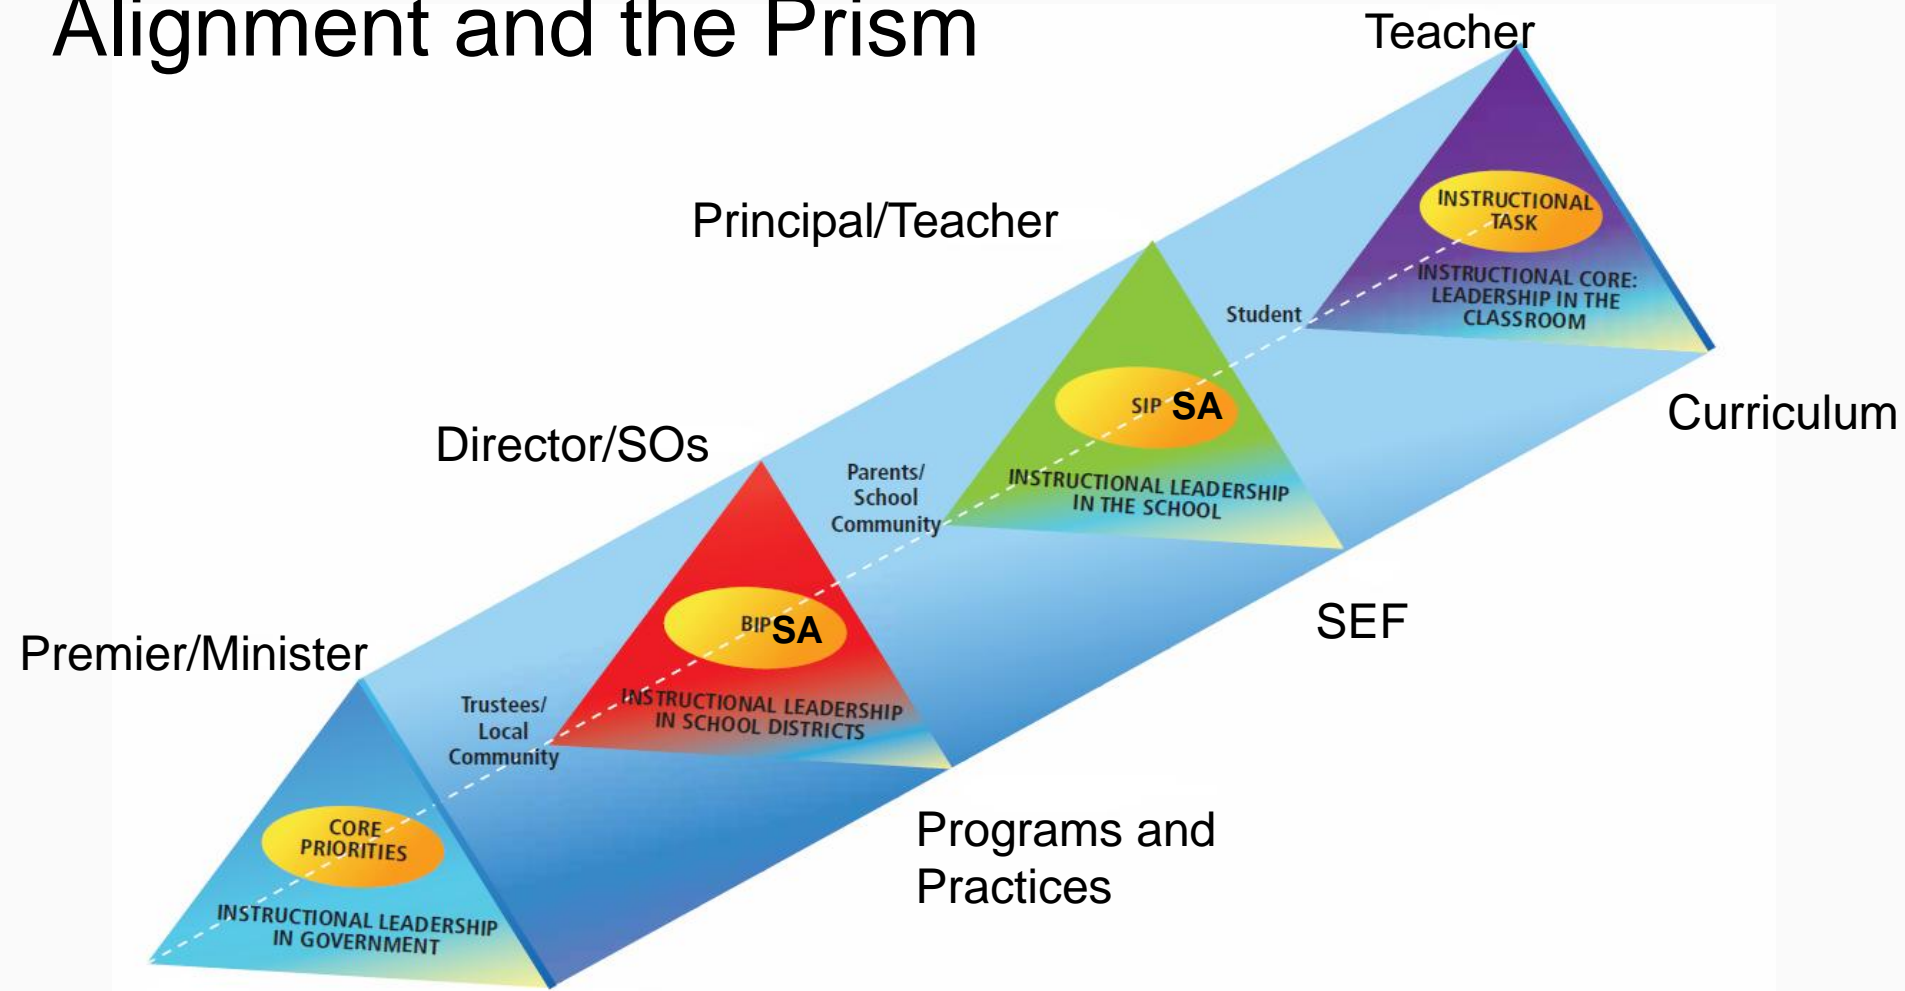 Alignment and the Prism
Teacher
INSTRUCTIONAL
TASK
INSTRUCTIONAL CORE:
LEADERSHIP IN THE
CLASSROOM
Student
Curriculum
Principal/Teacher
SIP SA
INSTRUCTIONAL LEADERSHIP
IN THE SCHOOL
Parents/
School
Community
SEF
Director/SOs
BIP SA
INSTRUCTIONAL LEADERSHIP
IN SCHOOL DISTRICTS
Trustees/
Local
Community
Programs and
Practices
Premier/Minister
CORE
PRIORITIES
INSTRUCTIONAL LEADERSHIP
IN GOVERNMENT